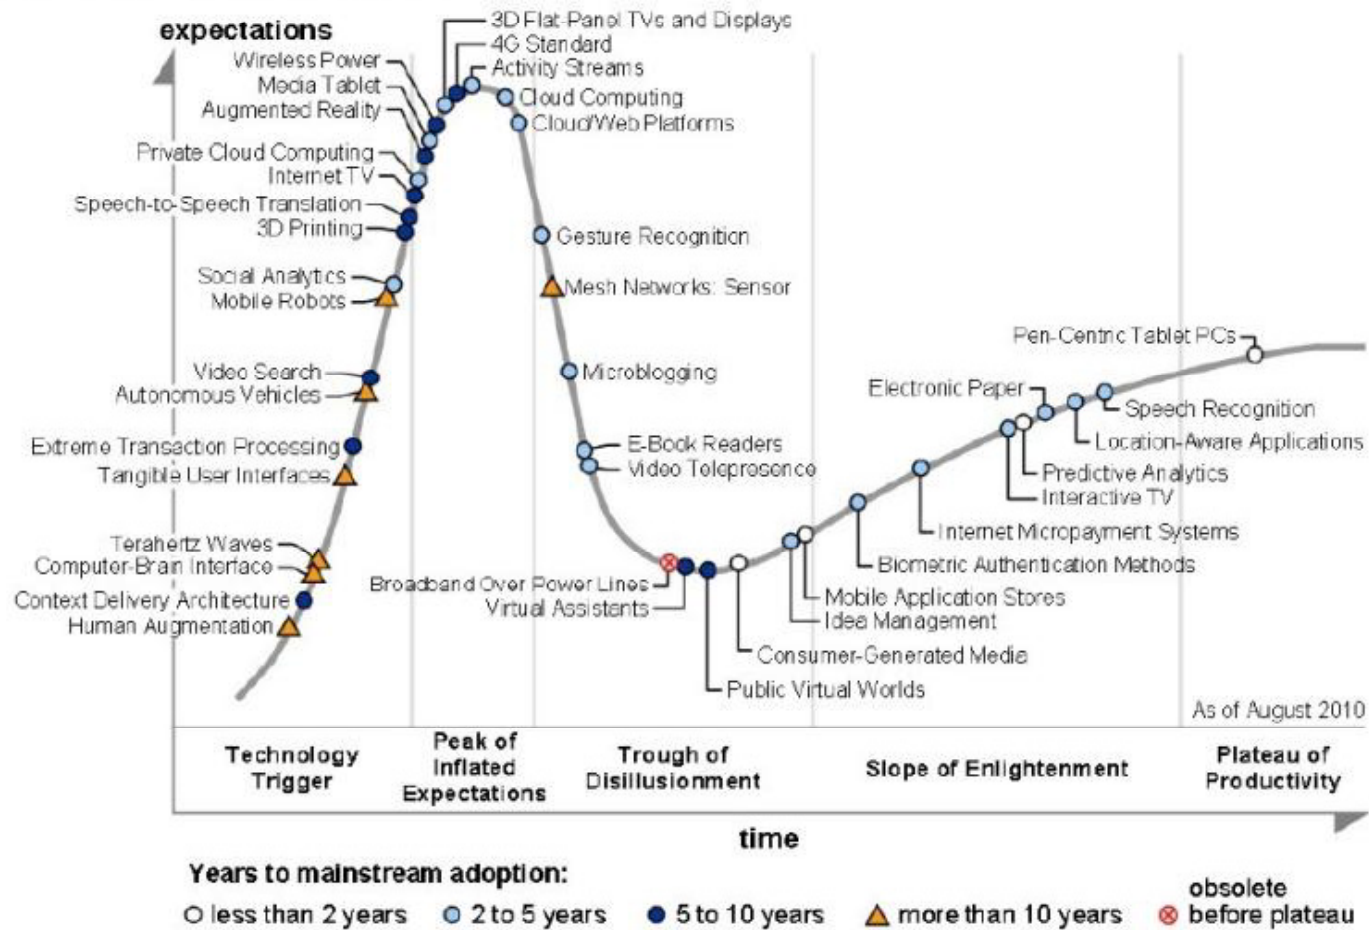 expectations
3D Flat-Panel TVs and Displays
4G Standard
Wireless Power
Activity Streams
Media Tablet
Cloud Computing
Augmented Reality
Cloud/Web Platforms
Private Cloud Computing
Internet TV
Speech-to-Speech Translation
3D Printing
Gesture Recognition
Social Analytics
Mobile Robots
Mesh Networks: Sensor
Pen-Centric Tablet PCs
Video Search
Microblogging
Autonomous Vehicles
Electronic Paper
Speech Recognition
Extreme Transaction Processing
E-Book Readers
Location-Aware Applications
Tangible User Interfaces
Video Telepresence
Predictive Analytics
Interactive TV
Internet Micropayment Systems
Terahertz Waves
Computer-Brain Interface
Biometric Authentication Methods
Broadband Over Power Lines
Context Delivery Architecture
Virtual Assistants
Mobile Application Stores
Human Augmentation
Idea Management
Consumer-Generated Media
Public Virtual Worlds
As of August 2010
Technology
Trigger
Peak of
Inflated
Expectations
Trough of
Disillusionment
Slope of Enlightenment
Plateau of
Productivity
time
Years to mainstream adoption:
less than 2 years
2 to 5 years
5 to 10 years
more than 10 years
obsolete
before plateau